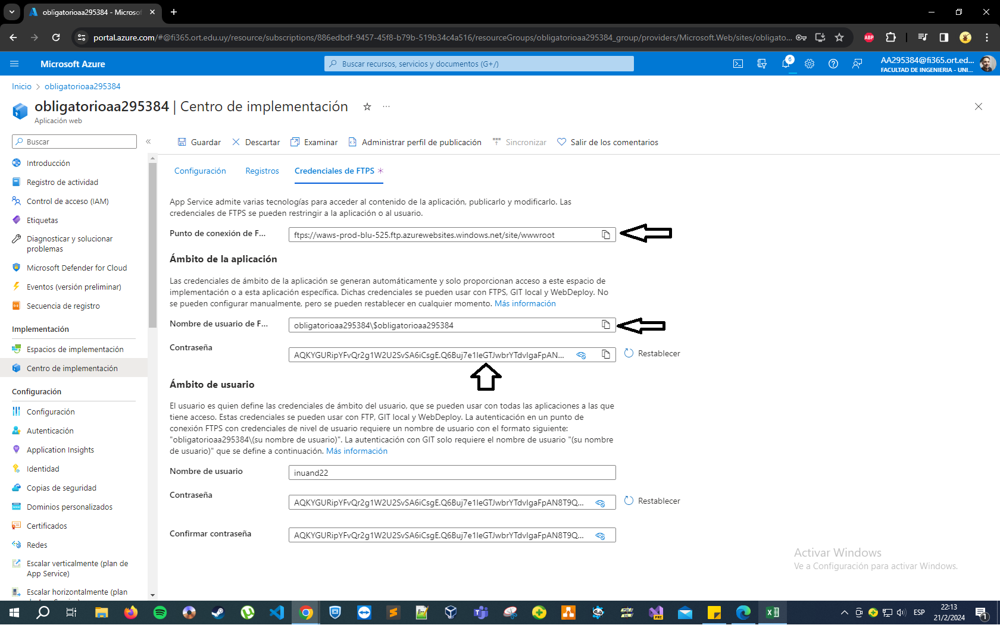 obligatorioaa295384 - Microsof
portal.azure.com/#@fi365.ort.edu.uy/resource/subscriptions/886edbdf-9457-45f8-b79b-519b34c4a516/resourceGroups/obligatorioaa295384_group/providers/Microsoft.Web/sites/obligato...
ABP
Microsoft Azure
Buscar recursos, servicios y documentos (G+/)
6
AA295384@fi365.ort.ed...
FACULTAD DE INGENIERIA - UNI...
Inicio > obligatorioaa295384
obligatorioaa295384 | Centro de implementación
Aplicación web
Buscar
Guardar
Descartar
Examinar
Administrar perfil de publicación
Sincronizar
Salir de los comentarios
Introducción
Registro de actividad
Control de acceso (IAM)
Etiquetas
Diagnosticar y solucionar
problemas
Microsoft Defender for Cloud
Eventos (versión preliminar)
Secuencia de registro
Implementación
Espacios de implementación
Centro de implementación
Configuración
Configuración
Autenticación
Application Insights
Identidad
Copias de seguridad
Dominios personalizados
Certificados
Redes
Escalar verticalmente (plan de
App Service)
Escalar horizontalmente (plan
Configuración
Registros
Credenciales de FTPS *
App Service admite varias tecnologías para acceder al contenido de la aplicación, publicarlo y modificarlo. Las
credenciales de FTPS se pueden restringir a la aplicación o al usuario.
Punto de conexión de F...
ftps://waws-prod-blu-525.ftp.azurewebsites.windows.net/site/wwwroot
Ámbito de la aplicación
Las credenciales de ámbito de la aplicación se generan automáticamente y solo proporcionan acceso a este espacio de
implementación o a esta aplicación específica. Dichas credenciales se pueden usar con FTPS, GIT local y WebDeploy. No
se pueden configurar manualmente, pero se pueden restablecer en cualquier momento. Más información
Nombre de usuario de F...
obligatorioaa295384\$obligatorioaa295384
Contraseña
AQKYGURipYFvQr2g1W2U2SvSA6iCsgE.Q6Buj7e1IeGTJwbrYTdvIgaFpAN...
Restablecer
Ámbito de usuario
El usuario es quien define las credenciales de ámbito del usuario, que se pueden usar con todas las aplicaciones a las que
tiene acceso. Estas credenciales se pueden usar con FTP, GIT local y WebDeploy. La autenticación en un punto de
conexión FTPS con credenciales de nivel de usuario requiere un nombre de usuario con el formato siguiente:
"obligatorioaa295384\(su nombre de usuario)". La autenticación con GIT solo requiere el nombre de usuario "(su nombre
de usuario)" que se define a continuación. Más información
Nombre de usuario
inuand22
Contraseña
AQKYGURipYFvQr2g1W2U2SvSA6iCsgE.Q6Buj7e1IeGTJwbrYTdvIgaFpAN8T9Q...
Restablecer
Confirmar contraseña
AQKYGURipYFvQr2g1W2U2SvSA6iCsgE.Q6Buj7e1IeGTJwbrYTdvIgaFpAN8T9Q...
Activar Windows
Ve a Configuración para activar Windows.
PRE
ESP
22:13
21/2/2024
1